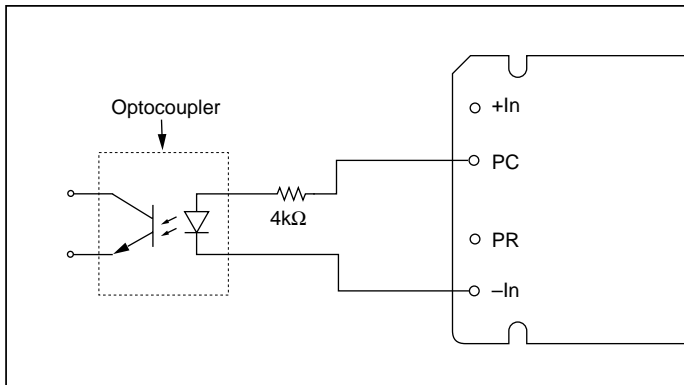 Optocoupler
+In
PC
4kΩ
PR
–In